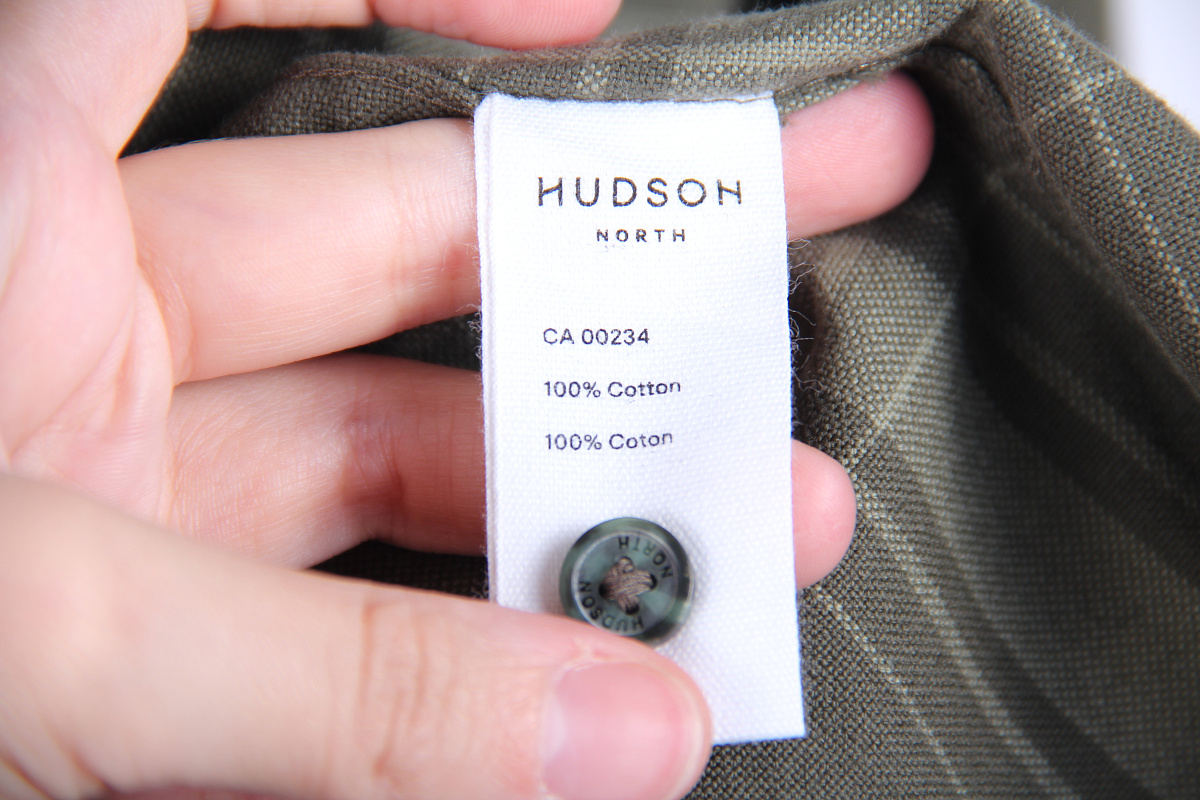 HUDSON
NORTH
CA 00234
100% Cotton
100% Coton
HUDSON NORTH